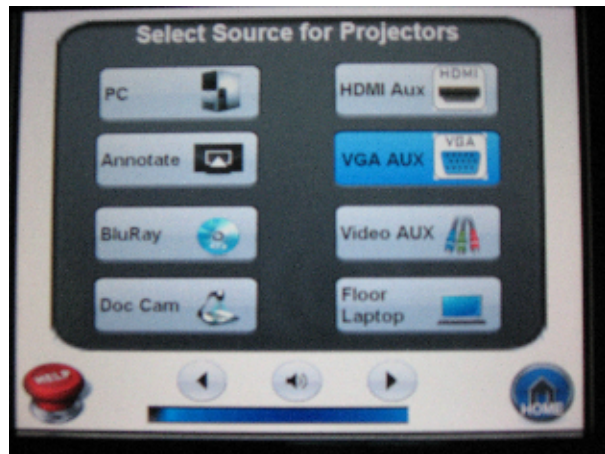 Select Source for Projectors
PC
HDMI Aux
HDMI
Annotate
VGA AUX
VGA
BluRay
Video AUX
Doc Cam
Floor
Laptop
HELP
HOME